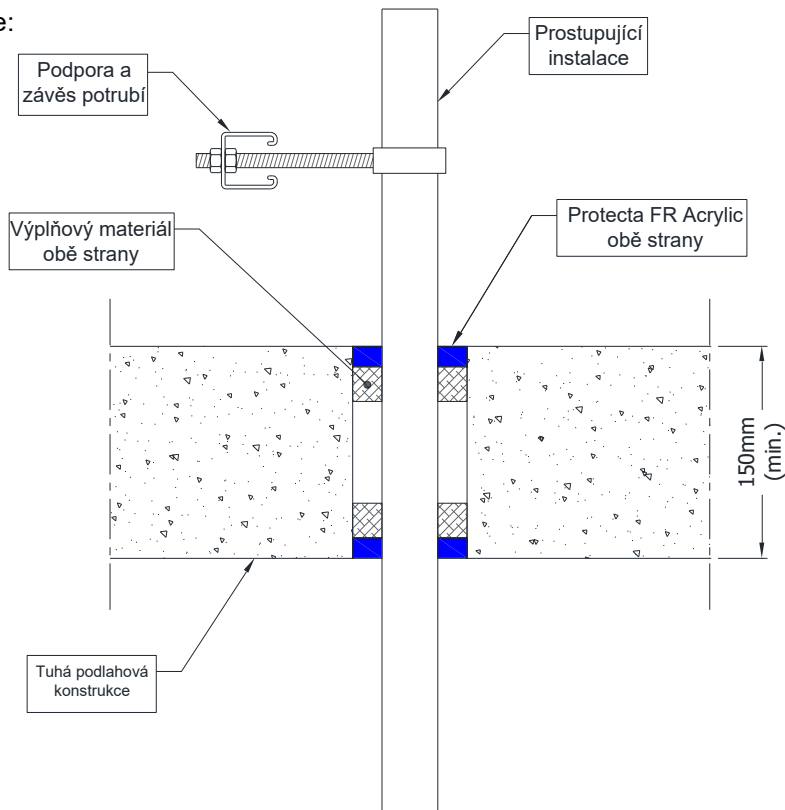 e:
Prostupující
instalace
Podpora a
závěs potrubí
Protecta FR Acrylic
obě strany
Výplňový materiál
obě strany
150mm
(min.)
Tuhá podlahová
konstrukce